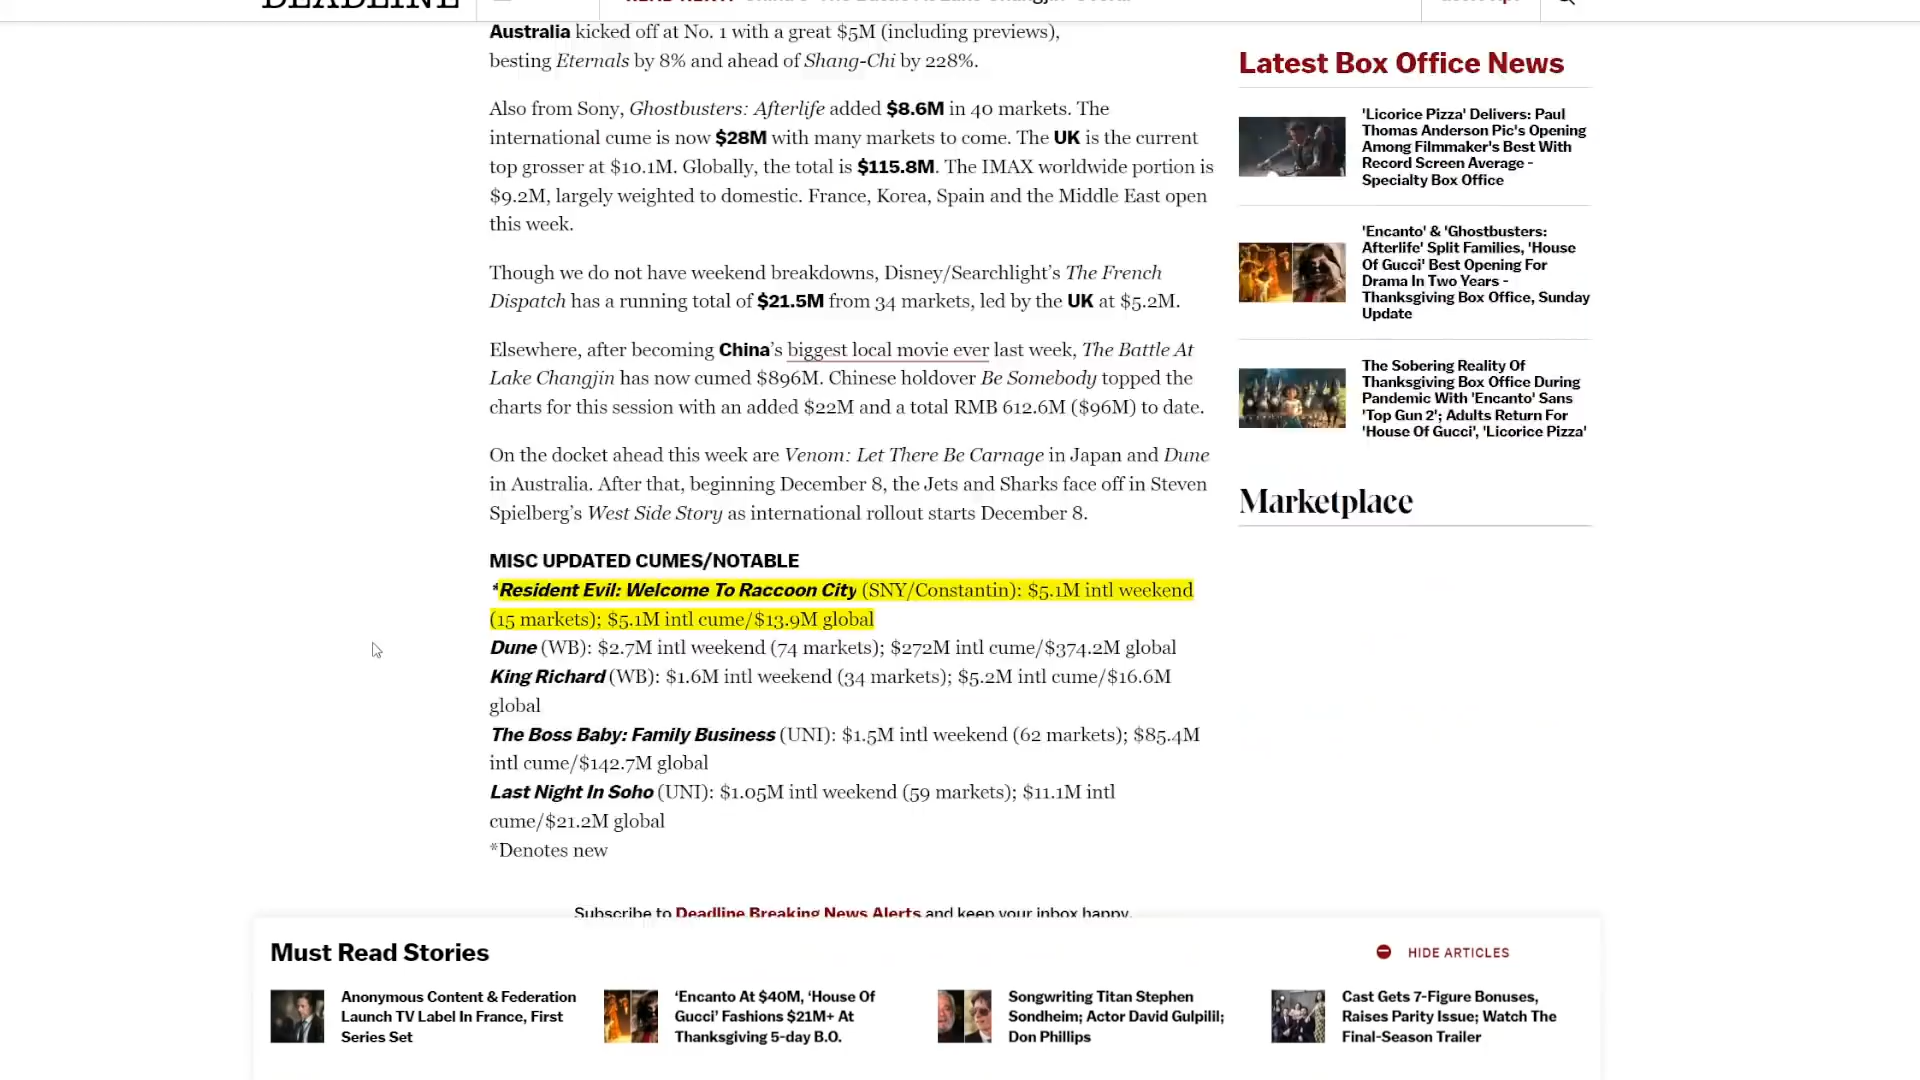 DEADLINE
Australia kicked off at No. 1 with a great $5M (including previews),
besting Eternals by 8% and ahead of Shang-Chi by 228%.
Also from Sony, Ghostbusters: Afterlife added $8.6M in 40 markets. The
international cume is now $28M with many markets to come. The UK is the current
top grosser at $10.1M. Globally, the total is $115.8M. The IMAX worldwide portion is
$9.2M, largely weighted to domestic. France, Korea, Spain and the Middle East open
this week.
Though we do not have weekend breakdowns, Disney/Searchlight’s The French
Dispatch has a running total of $21.5M from 34 markets, led by the UK at $5.2M.
Elsewhere, after becoming China’s biggest local movie ever last week, The Battle At
Lake Changjin has now cumed $896M. Chinese holdover Be Somebody topped the
charts for this session with an added $22M and a total RMB 612.6M ($96M) to date.
On the docket ahead this week are Venom: Let There Be Carnage in Japan and Dune
in Australia. After that, beginning December 8, the Jets and Sharks face off in Steven
Spielberg’s West Side Story as international rollout starts December 8.
MISC UPDATED CUMES/NOTABLE
*Resident Evil: Welcome To Raccoon City (SNY/Constantin): $5.1M intl weekend
(15 markets); $5.1M intl cume/$13.9M global
Dune (WB): $2.7M intl weekend (74 markets); $272M intl cume/$374.2M global
King Richard (WB): $1.6M intl weekend (34 markets); $5.2M intl cume/$16.6M
global
The Boss Baby: Family Business (UNI): $1.5M intl weekend (62 markets); $85.4M
intl cume/$142.7M global
Last Night In Soho (UNI): $1.05M intl weekend (59 markets); $11.1M intl
cume/$21.2M global
*Denotes new
Subscribe to Deadline Breaking News Alerts and keep your inbox happy.
Latest Box Office News
'Licorice Pizza' Delivers: Paul
Thomas Anderson Pic's Opening
Among Filmmaker's Best With
Record Screen Average -
Specialty Box Office
'Encanto' & 'Ghostbusters:
Afterlife' Split Families, 'House
Of Gucci' Best Opening For
Drama In Two Years -
Thanksgiving Box Office, Sunday
Update
The Sobering Reality Of
Thanksgiving Box Office During
Pandemic With 'Encanto' Sans
'Top Gun 2'; Adults Return For
'House Of Gucci', 'Licorice Pizza'
Marketplace
Must Read Stories
HIDE ARTICLES
Anonymous Content & Federation
Launch TV Label In France, First
Series Set
‘Encanto At $40M, ‘House Of
Gucci’ Fashions $21M+ At
Thanksgiving 5-day B.O.
Songwriting Titan Stephen
Sondheim; Actor David Gulpilil;
Don Phillips
Cast Gets 7-Figure Bonuses,
Raises Parity Issue; Watch The
Final-Season Trailer